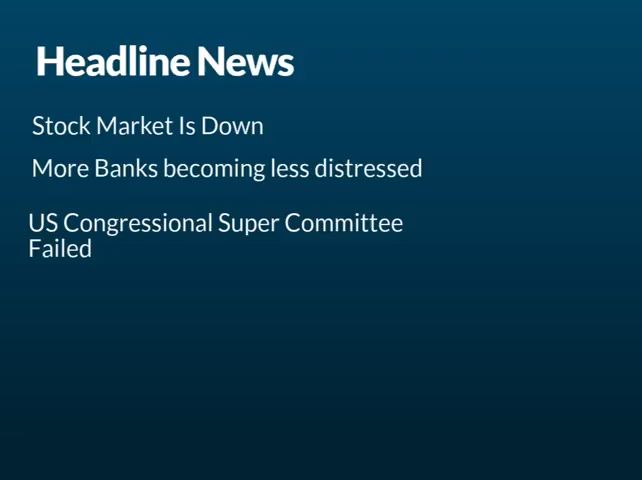 Headline News
Stock Market Is Down
More Banks becoming less distressed
US Congressional Super Committee
Failed